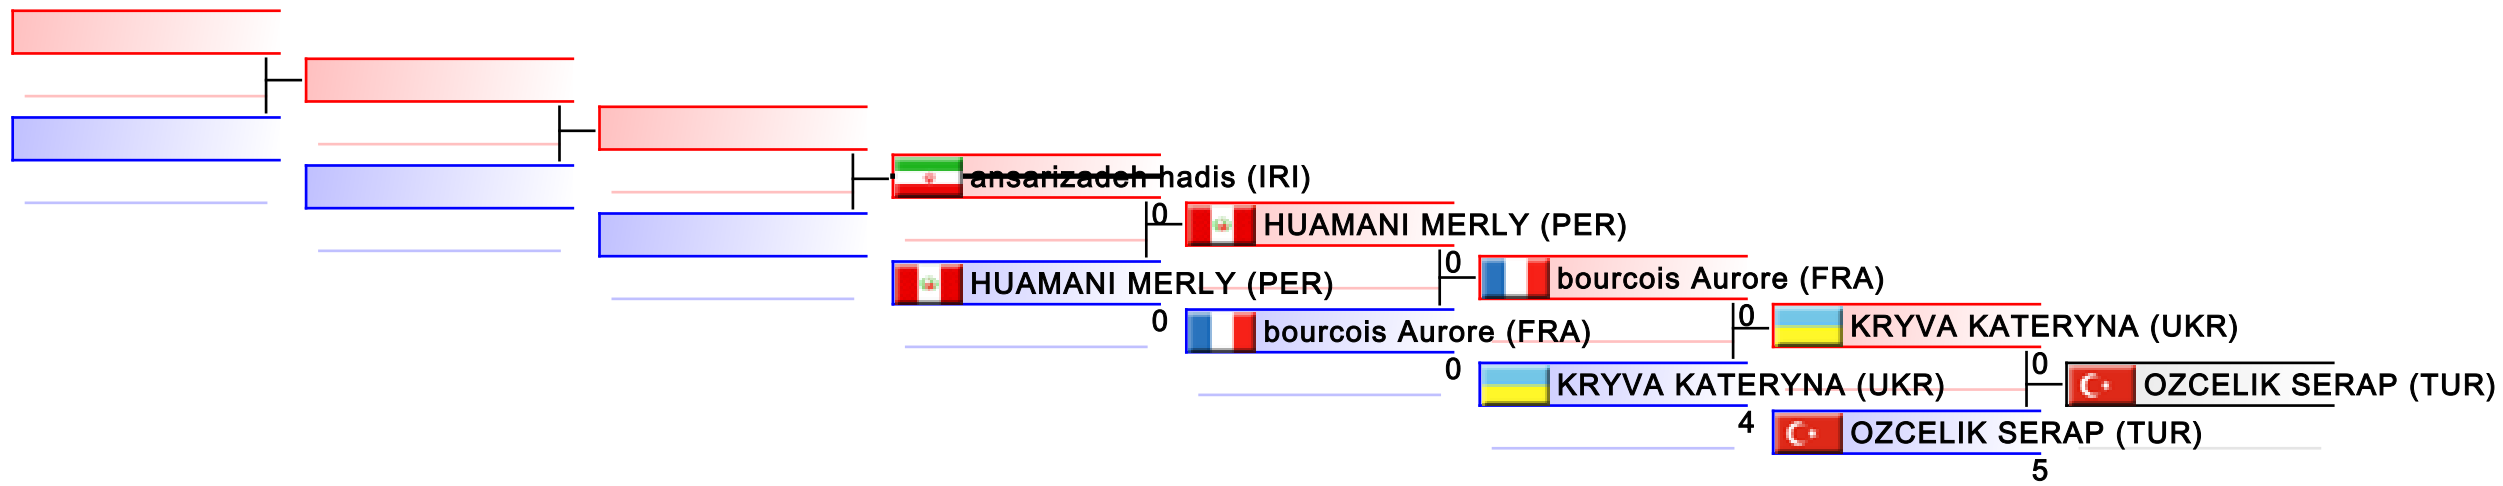 ansarizadeh hadis (IRI)
0
HUAMANI MERLY (PER)
HUAMANI MERLY (PER)
0
0
bourcois Aurore (FRA)
bourcois Aurore (FRA)
0
0
KRYVA KATERYNA (UKR)
KRYVA KATERYNA (UKR)
4
0
OZCELIK SERAP (TUR)
OZCELIK SERAP (TUR)
5